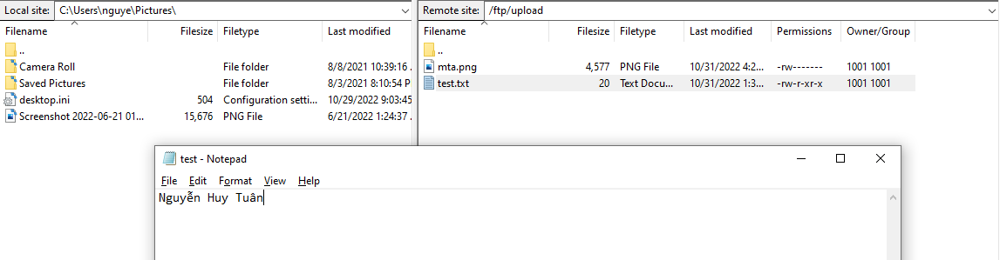 Local site: C:\Users\nguye\Pictures\
Filename Filesize Filetype Last modified
..
Camera Roll File folder 8/8/2021 10:39:16 ...
Saved Pictures File folder 8/3/2021 8:10:54 P
desktop.ini 504 Configuration setti... 10/29/2022 9:03:45
Screenshot 2022-06-21 01... 15,676 PNG File 6/21/2022 1:24:37 ...
Remote site: /ftp/upload
Filename Filesize Filetype Last modified Permissions Owner/Group
..
mta.png 4,577 PNG File 10/31/2022 4:2... -rw------- 1001 1001
test.txt 20 Text Docu... 10/31/2022 1:3... -rw-r-xr-x 1001 1001
test - Notepad
File Edit Format View Help
Nguyễn Huy Tuân